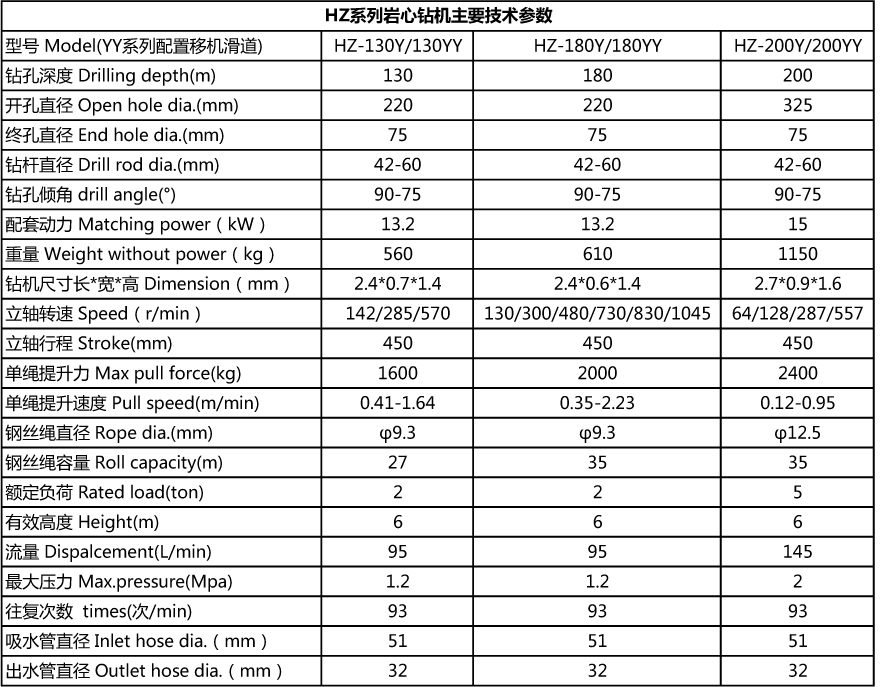 HZ系列岩心钻机主要技术参数
型号 Model(YY系列配置移机滑道) HZ-130Y/130YY HZ-180Y/180YY HZ-200Y/200YY
钻孔深度 Drilling depth(m) 130 180 200
开孔直径 Open hole dia.(mm) 220 220 325
终孔直径 End hole dia.(mm) 75 75 75
钻杆直径 Drill rod dia.(mm) 42-60 42-60 42-60
钻孔倾角 drill angle(°) 90-75 90-75 90-75
配套动力 Matching power（kW） 13.2 13.2 15
重量 Weight without power（kg） 560 610 1150
钻机尺寸长*宽*高 Dimension（mm） 2.4*0.7*1.4 2.4*0.6*1.4 2.7*0.9*1.6
立轴转速 Speed（r/min） 142/285/570 130/300/480/730/830/1045 64/128/287/557
立轴行程 Stroke(mm) 450 450 450
单绳提升力 Max pull force(kg) 1600 2000 2400
单绳提升速度 Pull speed(m/min) 0.41-1.64 0.35-2.23 0.12-0.95
钢丝绳直径 Rope dia.(mm) φ9.3 φ9.3 φ12.5
钢丝绳容量 Roll capacity(m) 27 35 35
额定负荷 Rated load(ton) 2 2 5
有效高度 Height(m) 6 6 6
流量 Dispalcement(L/min) 95 95 145
最大压力 Max.pressure(Mpa) 1.2 1.2 2
往复次数 times(次/min) 93 93 93
吸水管直径 Inlet hose dia.（mm） 51 51 51
出水管直径 Outlet hose dia.（mm） 32 32 32